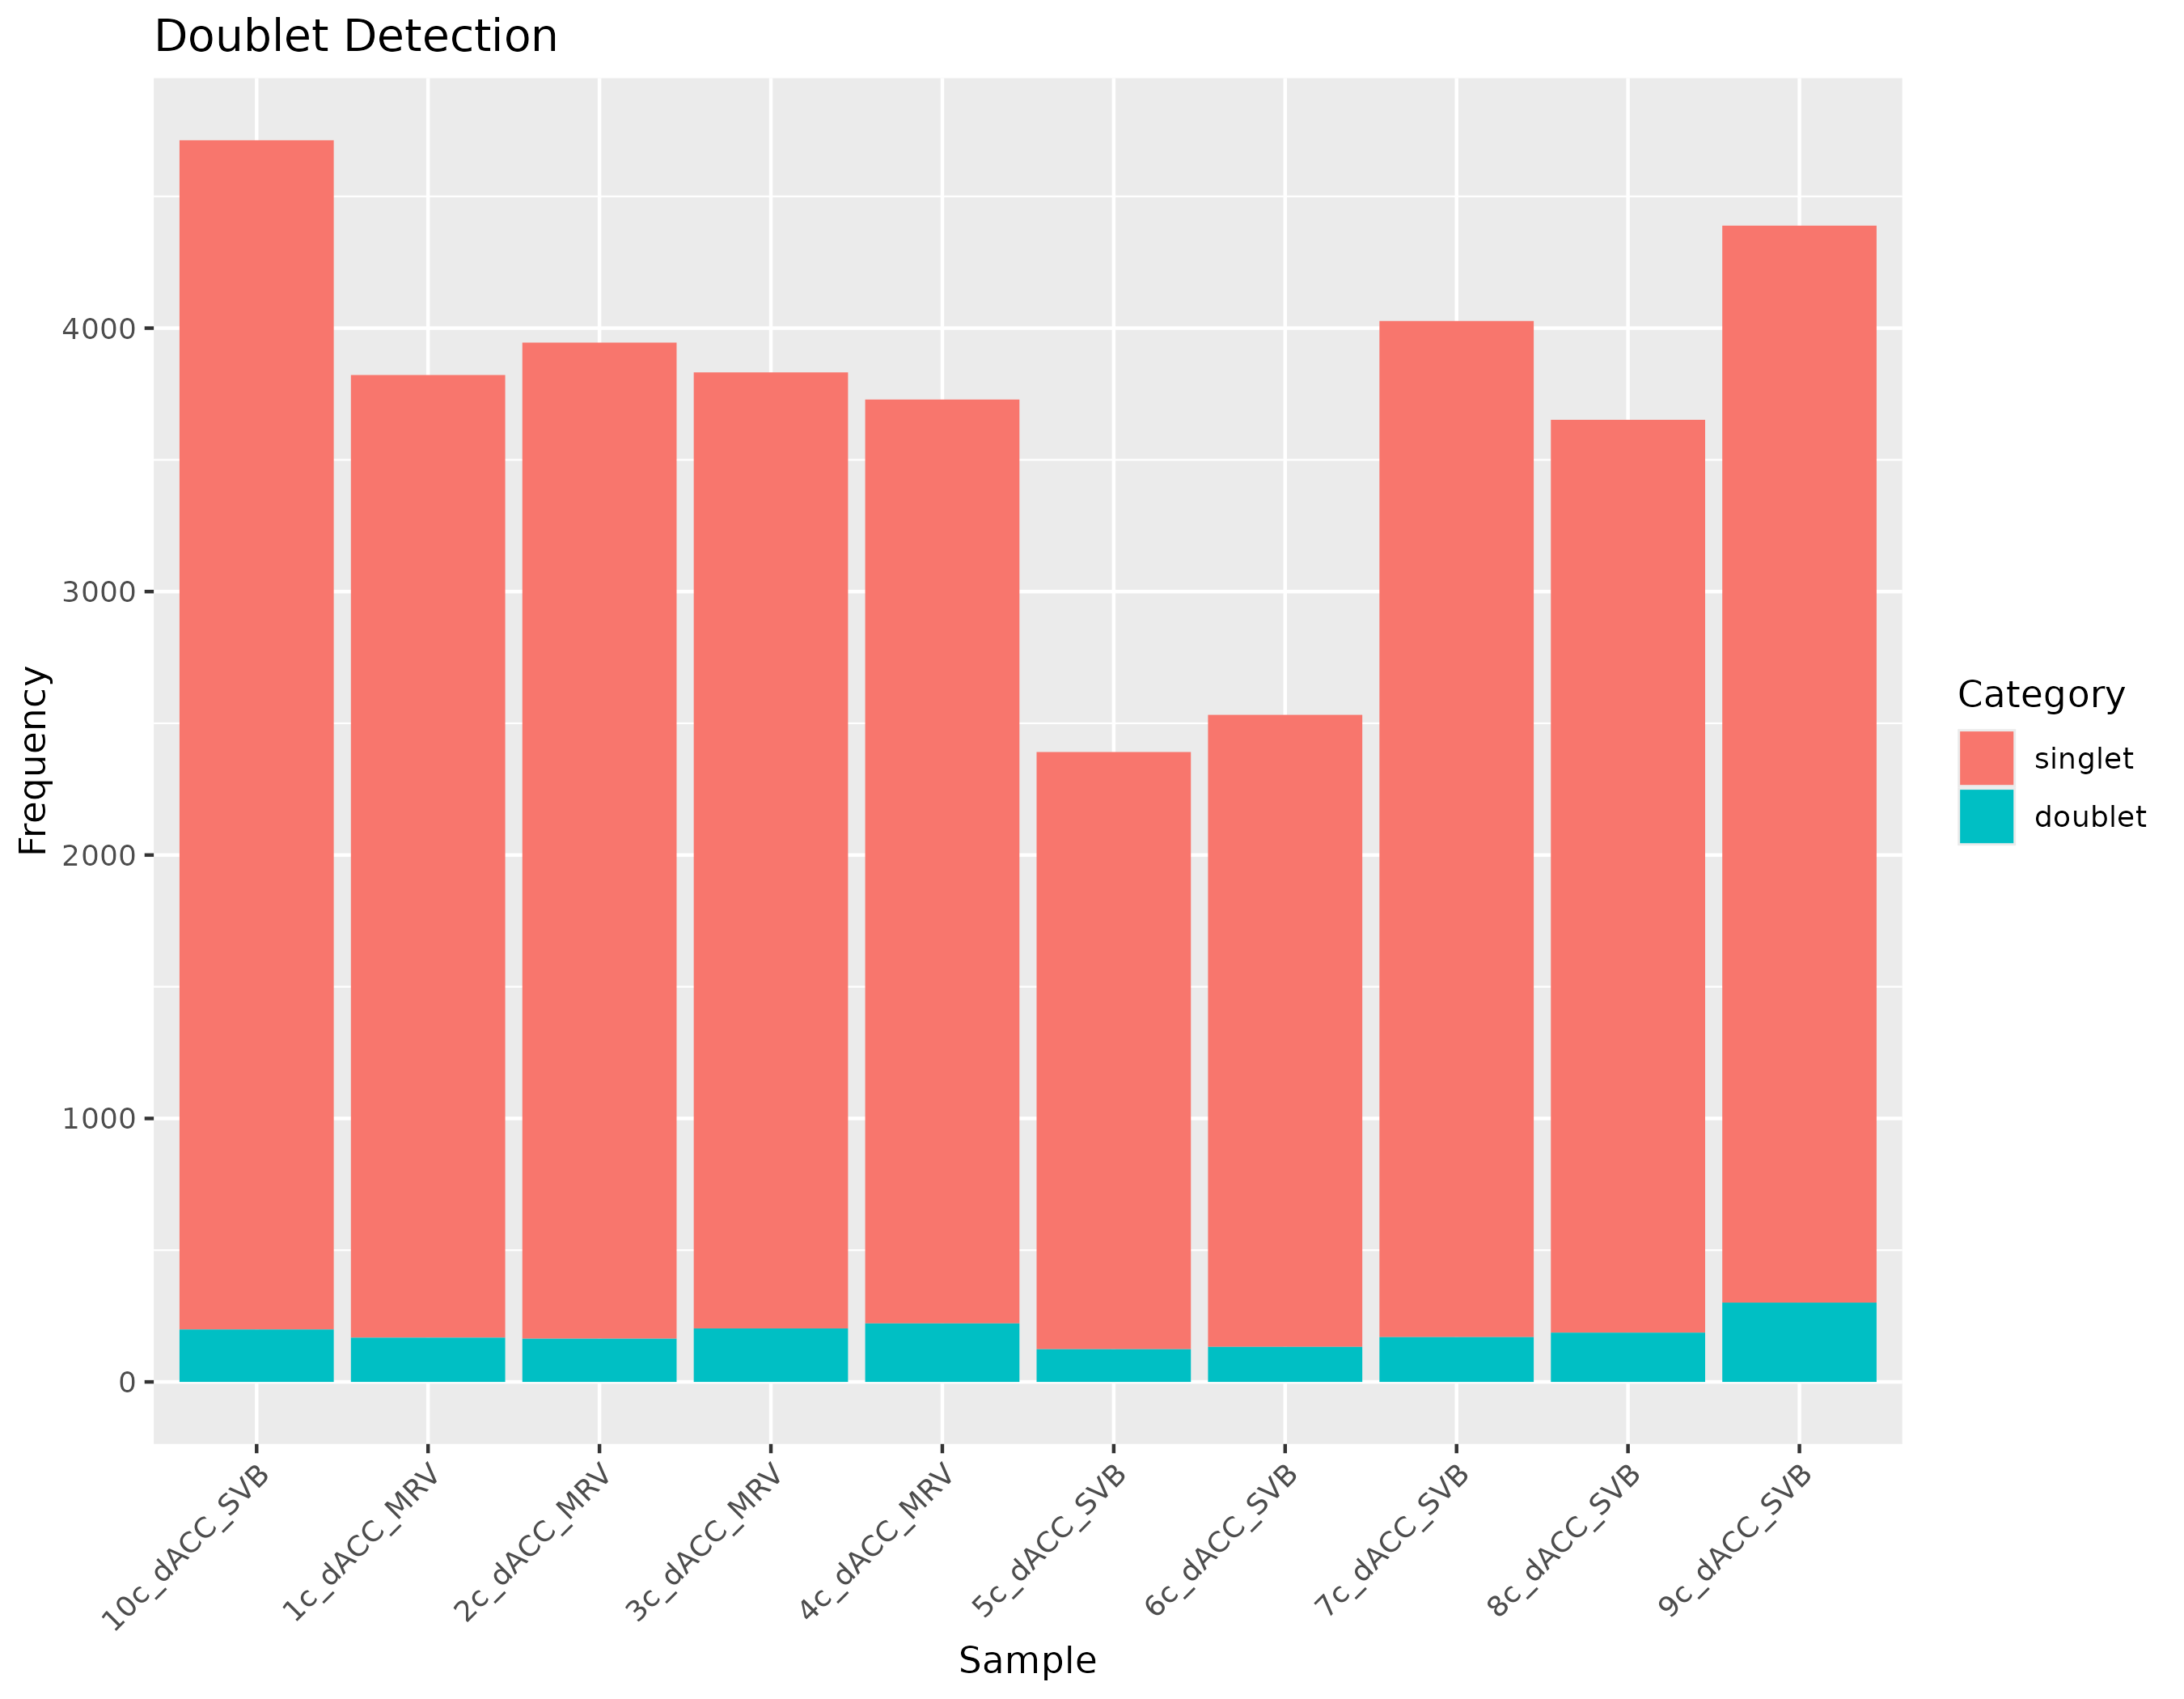 Doublet Detection
Frequency
4000
3000
2000
1000
0
10c_dACC_SVB
1c_dACC_MRV
2c_dACC_MRV
3c_dACC_MRV
4c_dACC_MRV
5c_dACC_SVB
6c_dACC_SVB
7c_dACC_SVB
8c_dACC_SVB
9c_dACC_SVB
Sample
Category
singlet
doublet